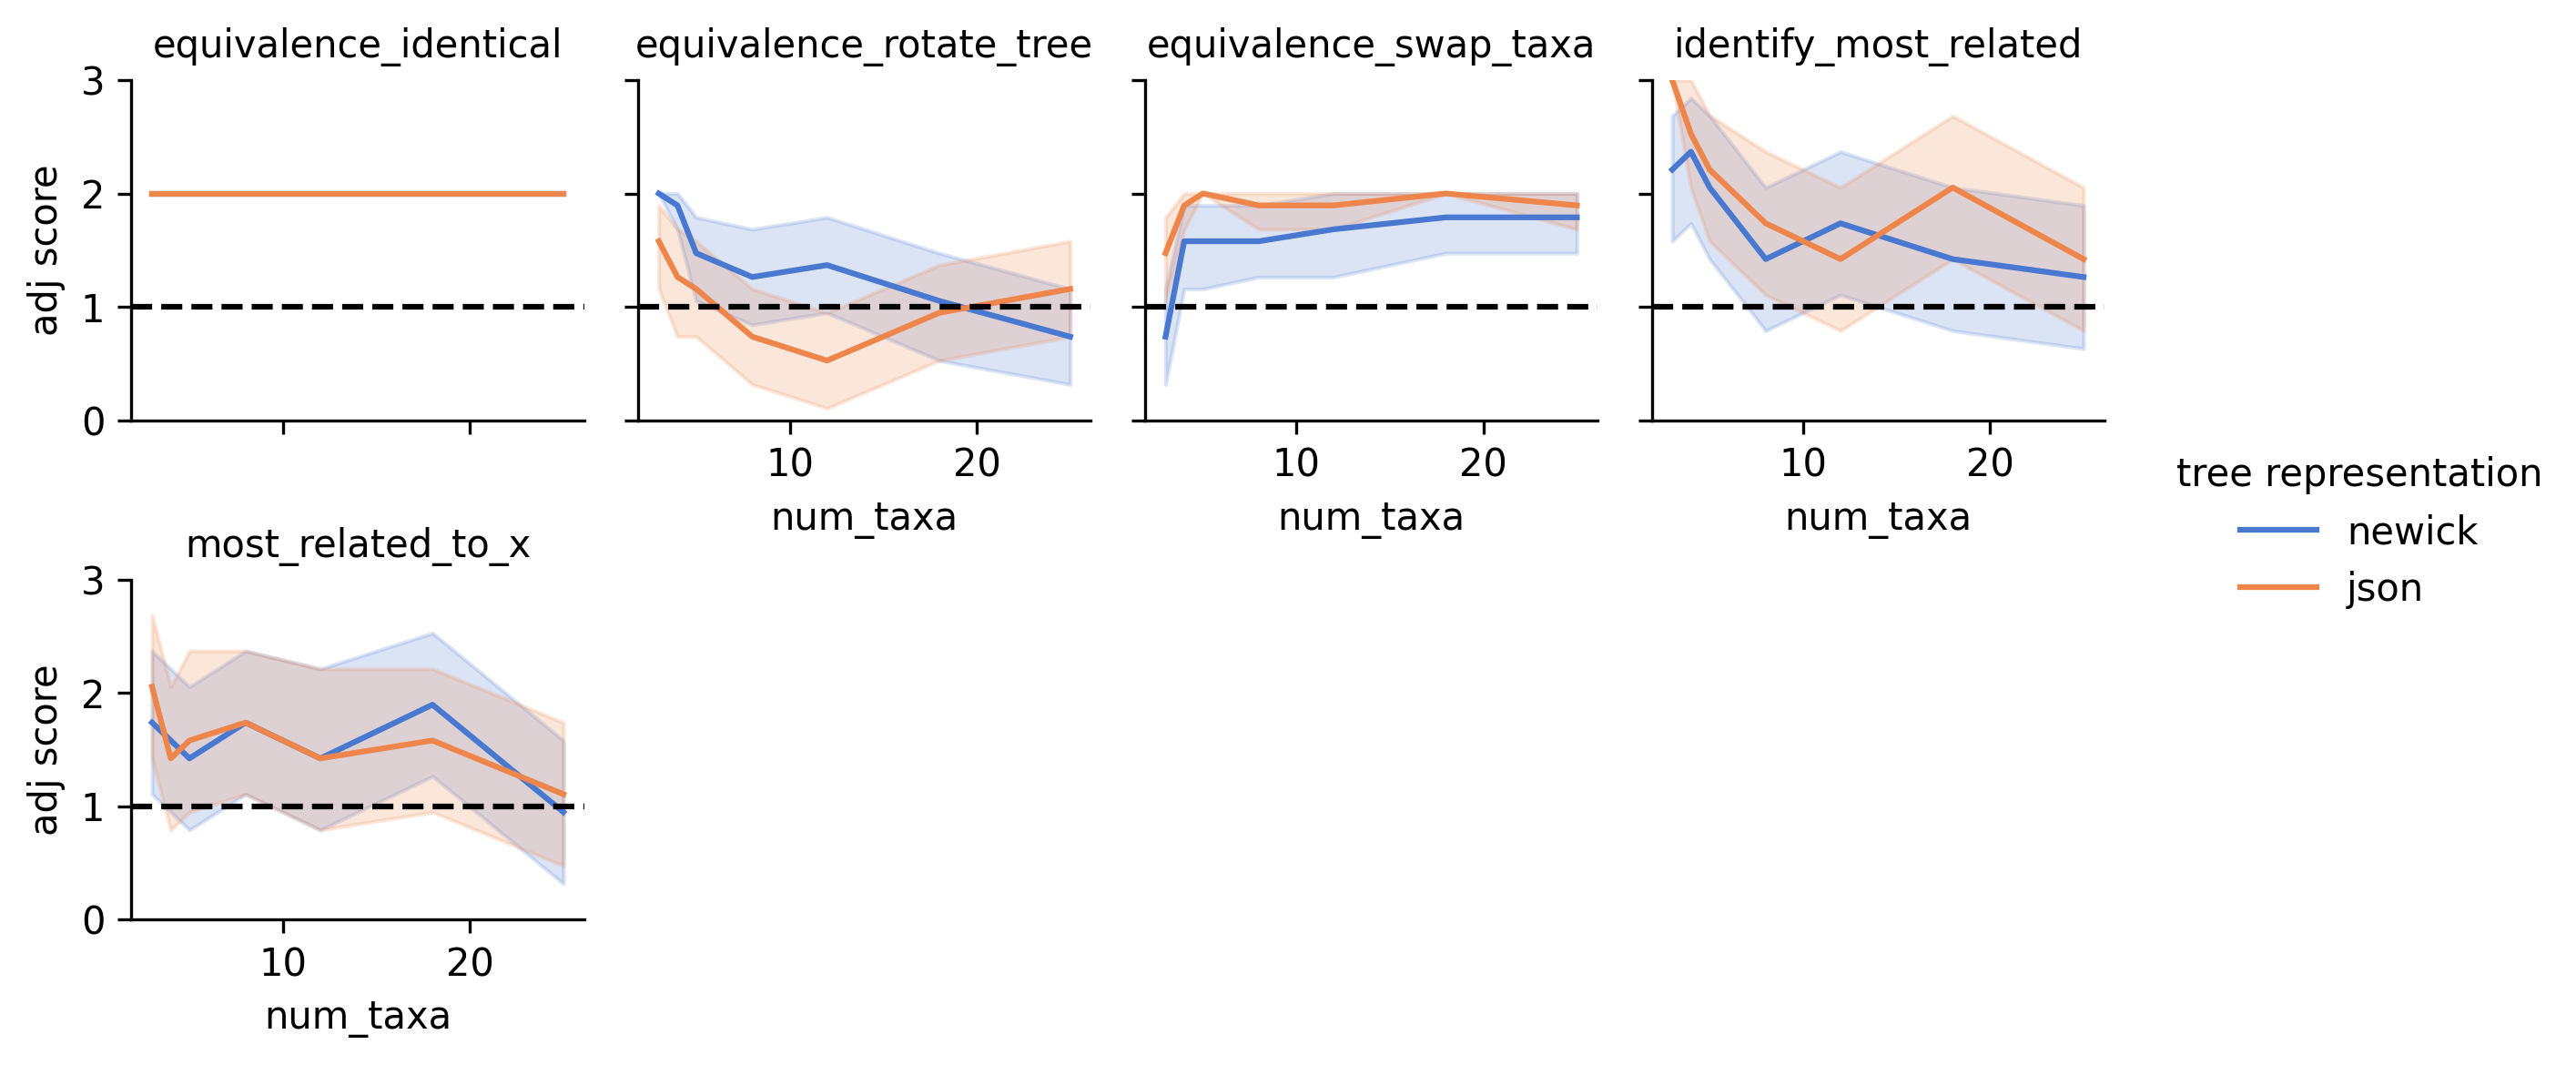 equivalence_identical
equivalence_rotate_tree
equivalence_swap_taxa
identify_most_related
3
2
1
0
adj score
10 20
num_taxa
10 20
num_taxa
10 20
num_taxa
tree representation
newick
json
most_related_to_x
3
2
1
0
adj score
10 20
num_taxa